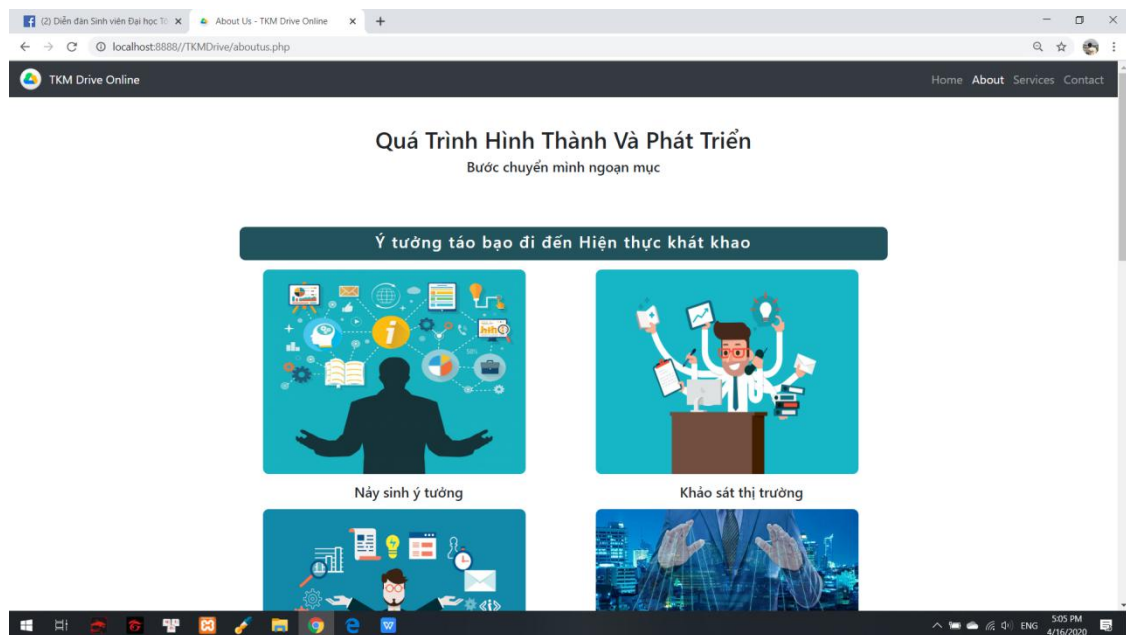 (2) Diễn đàn Sinh viên Đại học Tô
About Us - TKM Drive Online
localhost:8888//TKMDrive/aboutus.php
TKM Drive Online
Home About Services Contact
Quá Trình Hình Thành Và Phát Triển
Bước chuyển mình ngoạn mục
Ý tưởng táo bạo đi đến Hiện thực khát khao
Nảy sinh ý tưởng
Khảo sát thị trường
ENG
5:05 PM
4/16/2020